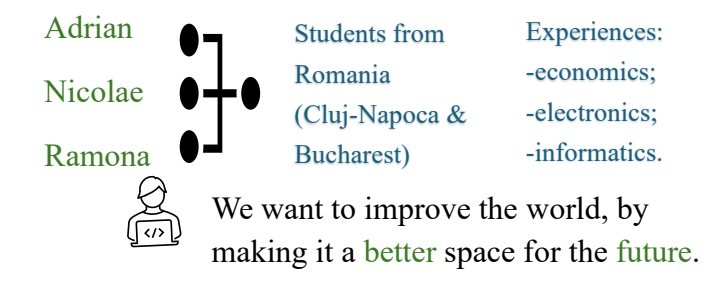 Adrian
Nicolae
Ramona
Students from
Romania
(Cluj-Napoca &
Bucharest)
Experiences:
-economics;
-electronics;
-informatics.
</>
We want to improve the world, by
making it a better space for the future.